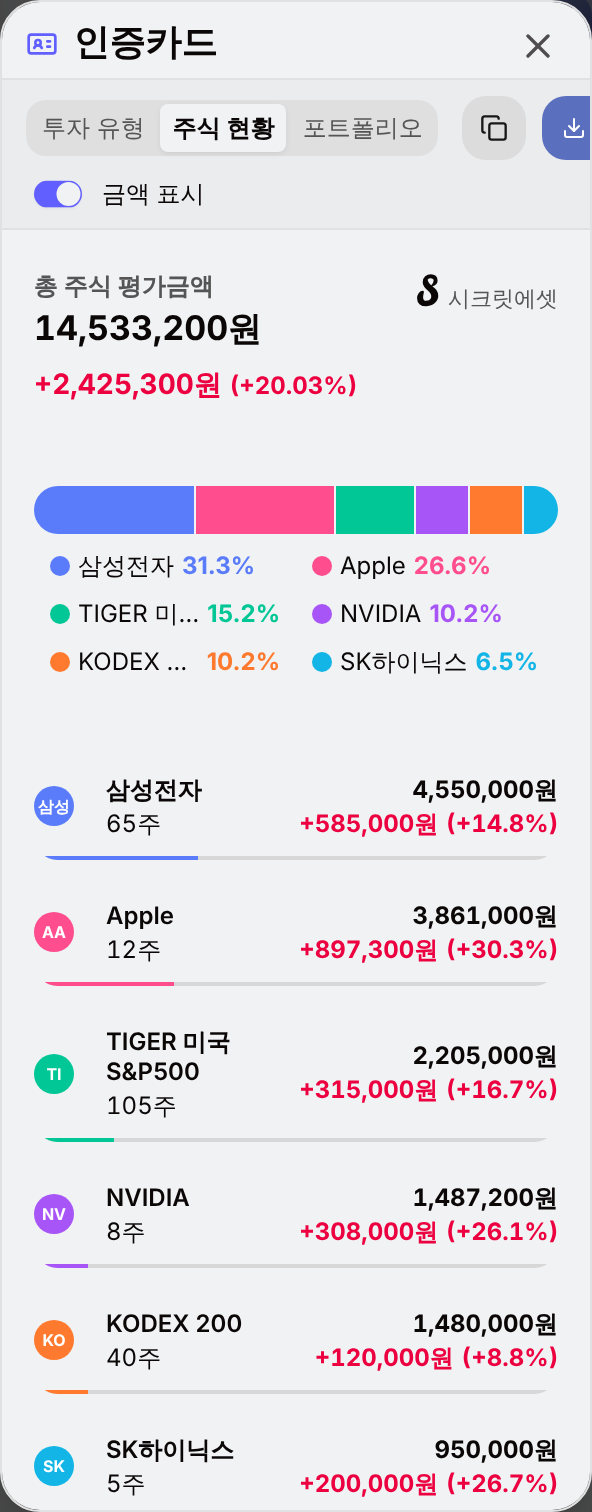 인증카드
투자 유형 주식 현황 포트폴리오
금액 표시
총 주식 평가금액
S 시크릿에셋
14,533,200원
+2,425,300원 (+20.03%)
삼성전자 31.3% Apple 26.6%
TIGER 미... 15.2% NVIDIA 10.2%
KODEX ... 10.2% SK하이닉스 6.5%
삼성 삼성전자 4,550,000원
65주 +585,000원 (+14.8%)
AA Apple 3,861,000원
12주 +897,300원 (+30.3%)
TI TIGER 미국 S&P500 2,205,000원
105주 +315,000원 (+16.7%)
NV NVIDIA 1,487,200원
8주 +308,000원 (+26.1%)
KO KODEX 200 1,480,000원
40주 +120,000원 (+8.8%)
SK SK하이닉스 950,000원
5주 +200,000원 (+26.7%)